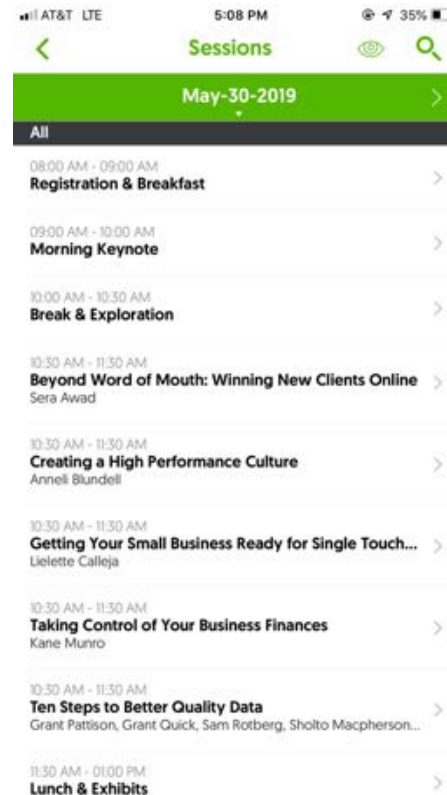 AT&T LTE 5:08 PM 35%
Sessions
May-30-2019
All
08:00 AM - 09:00 AM
Registration & Breakfast
09:00 AM - 10:00 AM
Morning Keynote
10:00 AM - 10:30 AM
Break & Exploration
10:30 AM - 11:30 AM
Beyond Word of Mouth: Winning New Clients Online
Sera Awad
10:30 AM - 11:30 AM
Creating a High Performance Culture
Anneli Blundell
10:30 AM - 11:30 AM
Getting Your Small Business Ready for Single Touch...
Lielette Calleja
10:30 AM - 11:30 AM
Taking Control of Your Business Finances
Kane Munro
10:30 AM - 11:30 AM
Ten Steps to Better Quality Data
Grant Pattison, Grant Quick, Sam Rotberg, Sholto Macpherson...
11:30 AM - 01:00 PM
Lunch & Exhibits